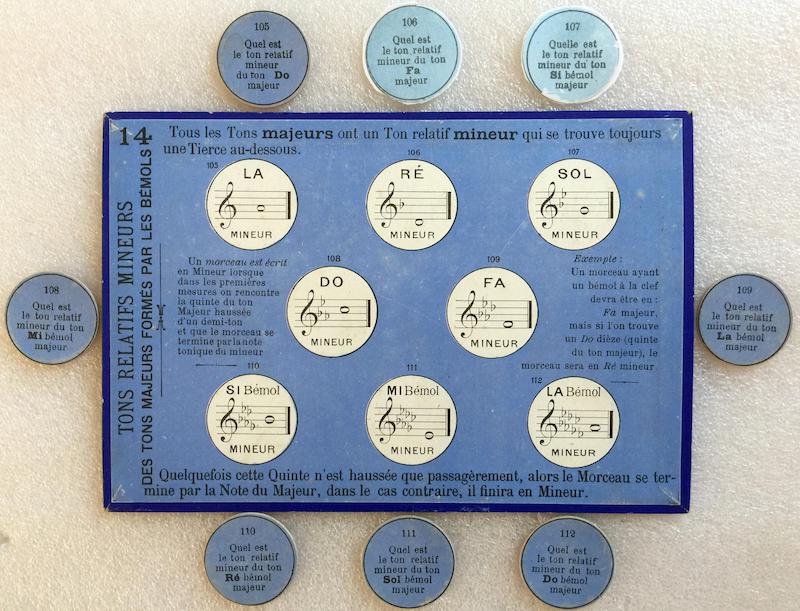 105
Quel est
le ton relatif
mineur
du ton Do
majeur
106
Quel est
le ton relatif
mineur du ton
Fa
majeur
107
Quelle est
le ton relatif
mineur du ton
Si bémol
majeur
14
Tous les Tons majeurs ont un Ton relatif mineur qui se trouve toujours
une Tierce au-dessous.
TONS RELATIFS MINEURS
DES TONS MAJEURS FORMÉS PAR LES BÉMOLS
105
LA
MINEUR
106
RÉ
MINEUR
107
SOL
MINEUR
Un morceau est écrit
en Mineur lorsque
dans les premières
mesures on rencontre
la quinte du ton
Majeur haussée
d'un demi-ton
et que le morceau se
termine par la note
tonique du mineur
108
DO
MINEUR
109
FA
MINEUR
Exemple :
Un morceau ayant
un bémol à la clef
devra être en :
Fa majeur,
mais si l'on trouve
un Do dièze (quinte
du ton majeur), le
morceau sera en Ré mineur
110
SI Bémol
MINEUR
111
MI Bémol
MINEUR
112
LA Bémol
MINEUR
Quelquefois cette Quinte n'est haussée que passagèrement, alors le Morceau se ter-
mine par la Note du Majeur, dans le cas contraire, il finira en Mineur.
108
Quel est
le ton relatif
mineur du ton
Mi bémol
majeur
109
Quel est
le ton relatif
mineur du ton
La bémol
majeur
110
Quel est
le ton relatif
mineur du ton
Ré bémol
majeur
111
Quel est
le ton relatif
mineur du ton
Sol bémol
majeur
112
Quel est
le ton relatif
mineur du ton
Do bémol
majeur